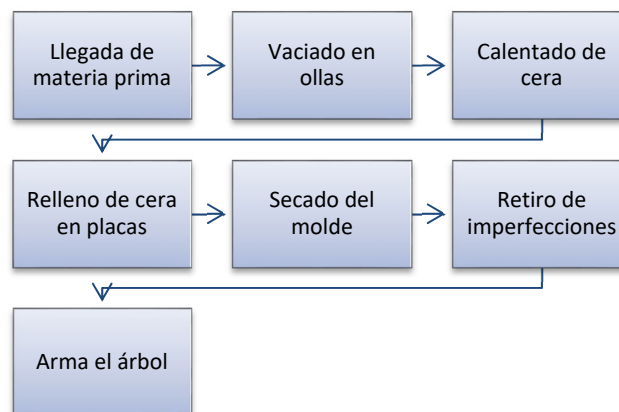 Llegada de
materia prima
Vaciado en
ollas
Calentado de
cera
Relleno de cera
en placas
Secado del
molde
Retiro de
imperfecciones
Arma el árbol